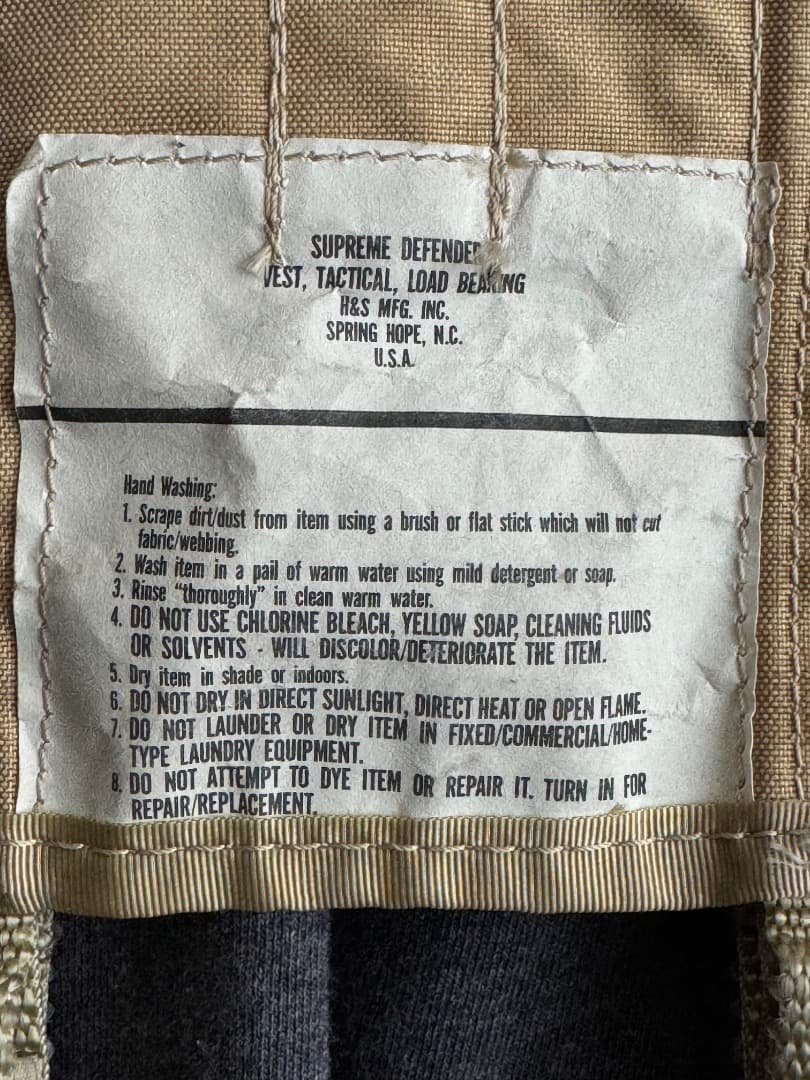 SUPREME DEFENDER
VEST, TACTICAL, LOAD BEARING
H&S MFG. INC.
SPRING HOPE, N.C.
U.S.A.
Hand Washing:
1. Scrape dirt/dust from item using a brush or flat stick which will not cut
fabric/webbing.
2. Wash item in a pail of warm water using mild detergent or soap.
3. Rinse "thoroughly" in clean warm water.
4. DO NOT USE CHLORINE BLEACH, YELLOW SOAP, CLEANING FLUIDS
OR SOLVENTS - WILL DISCOLOR/DETERIORATE THE ITEM.
5. Dry item in shade or indoors.
6. DO NOT DRY IN DIRECT SUNLIGHT, DIRECT HEAT OR OPEN FLAME.
7. DO NOT LAUNDER OR DRY ITEM IN FIXED/COMMERCIAL/HOME-
TYPE LAUNDRY EQUIPMENT.
8. DO NOT ATTEMPT TO DYE ITEM OR REPAIR IT. TURN IN FOR
REPAIR/REPLACEMENT.